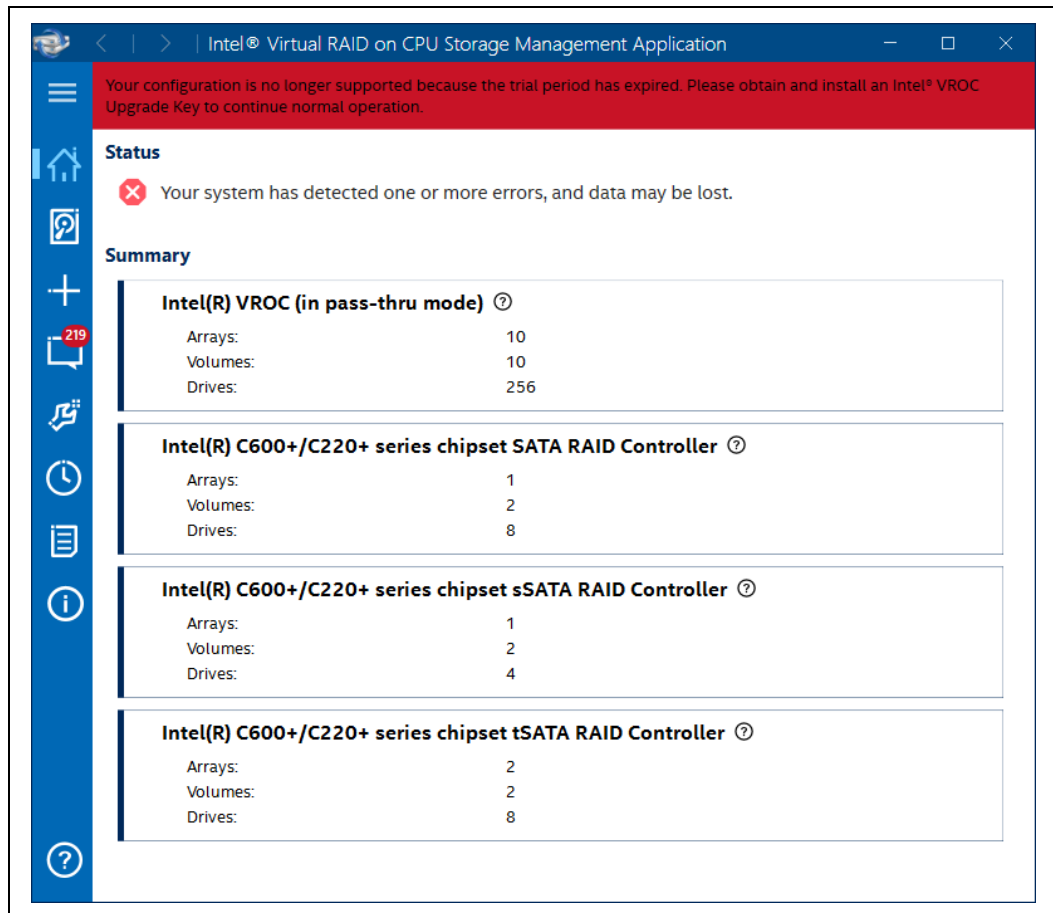 Intel® Virtual RAID on CPU Storage Management Application
Your configuration is no longer supported because the trial period has expired. Please obtain and install an Intel® VROC
Upgrade Key to continue normal operation.
Status
Your system has detected one or more errors, and data may be lost.
Summary
Intel(R) VROC (in pass-thru mode) ?
Arrays: 10
Volumes: 10
Drives: 256
219
Intel(R) C600+/C220+ series chipset SATA RAID Controller ?
Arrays: 1
Volumes: 2
Drives: 8
Intel(R) C600+/C220+ series chipset sSATA RAID Controller ?
Arrays: 1
Volumes: 2
Drives: 4
Intel(R) C600+/C220+ series chipset tSATA RAID Controller ?
Arrays: 2
Volumes: 2
Drives: 8
?